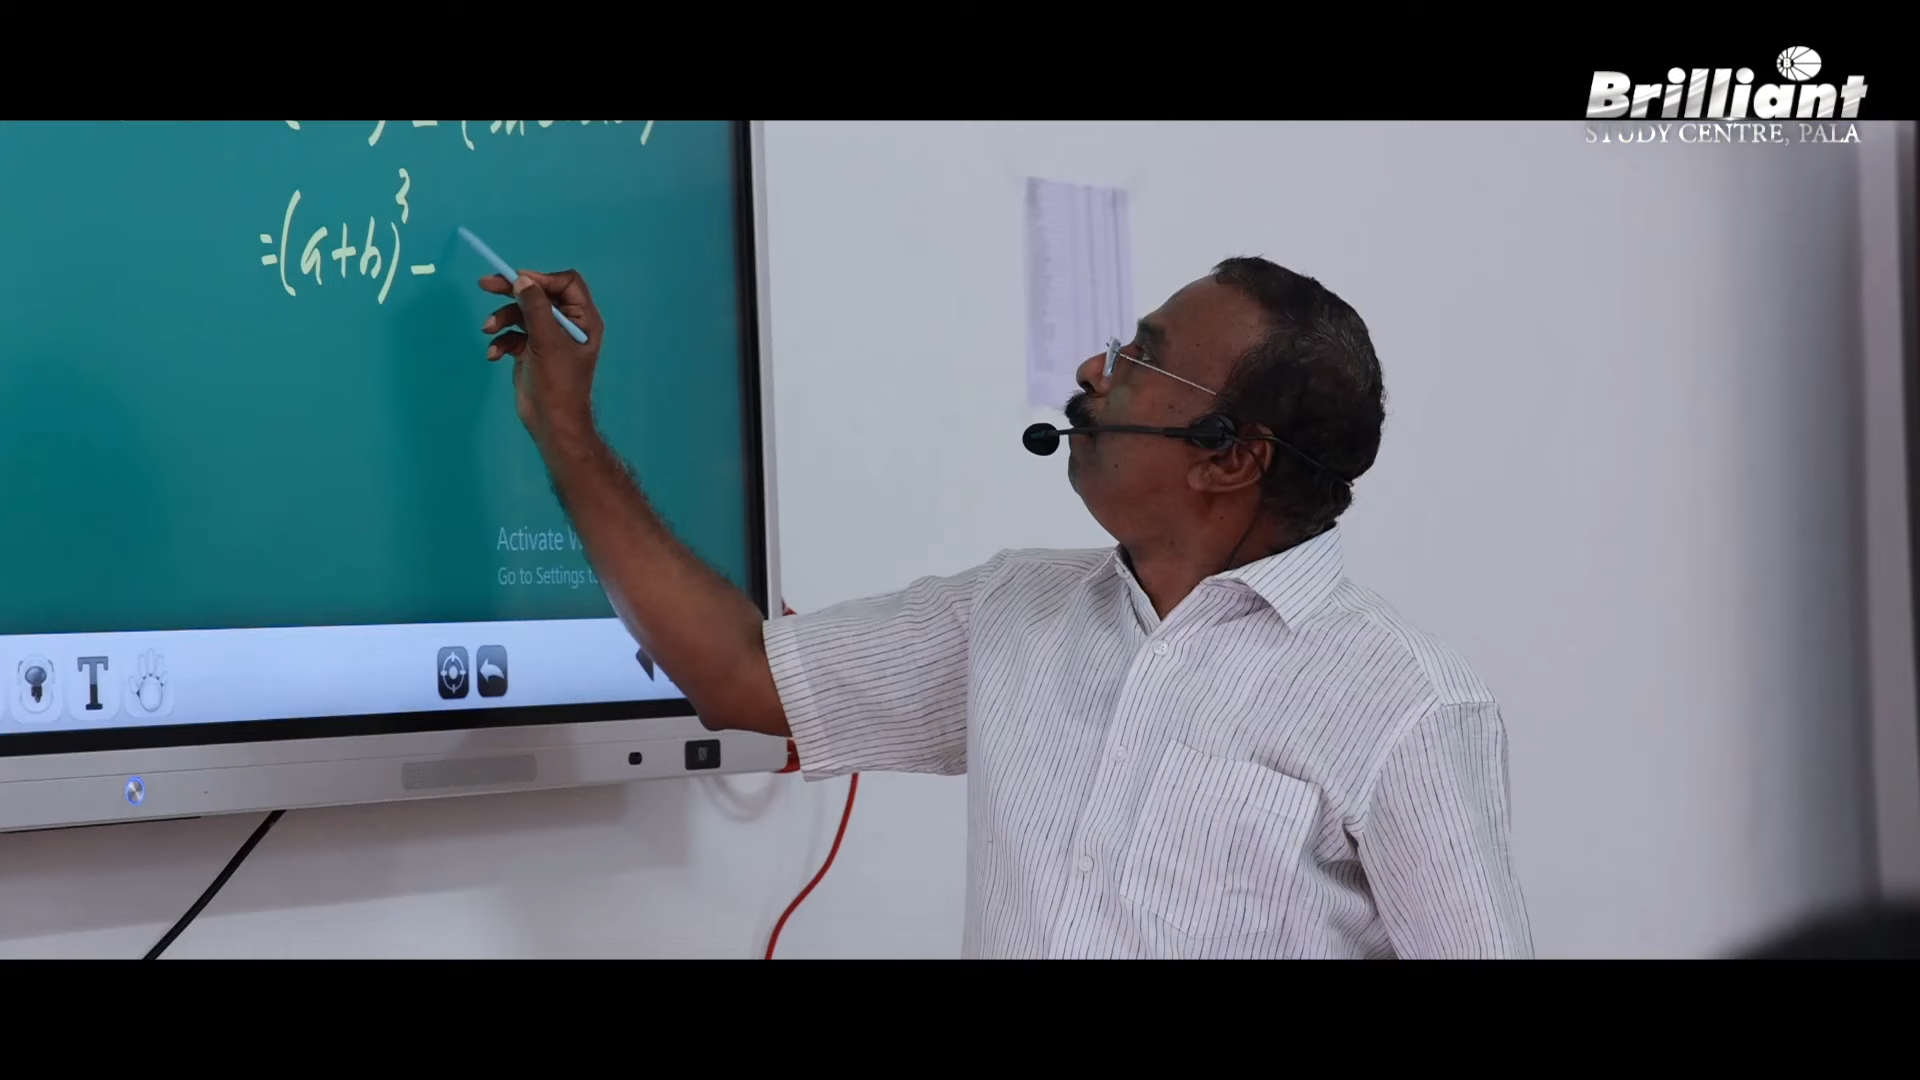 Brilliant
STUDY CENTRE, PALA
=(a+b)³ -
Activate
Go to Settings
T